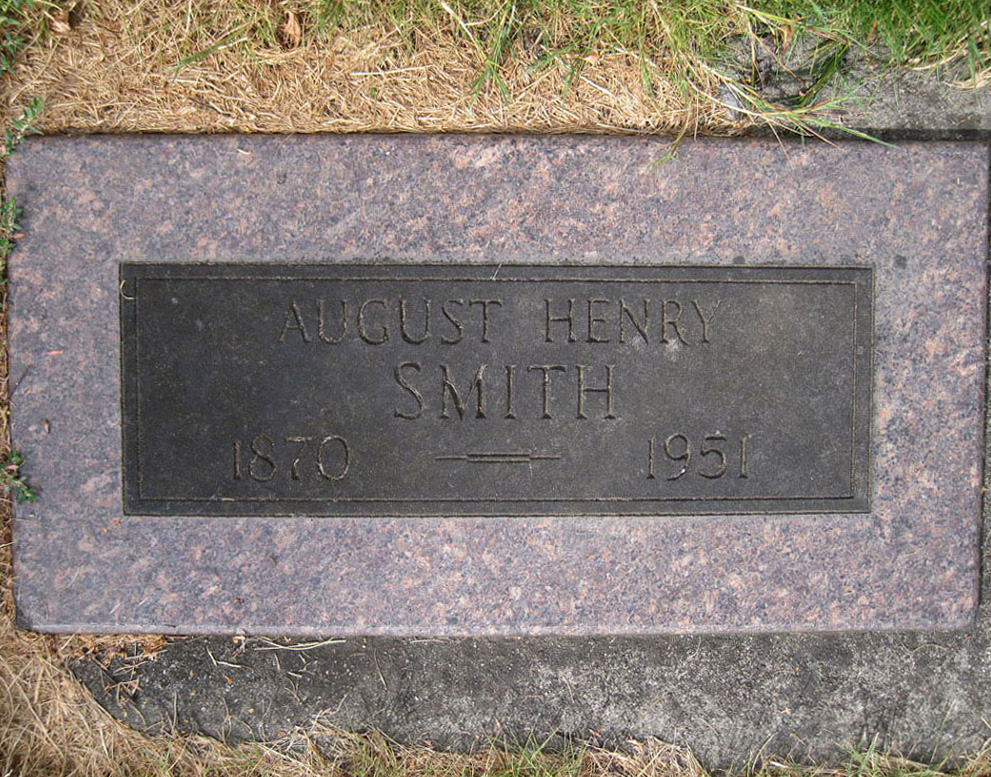 AUGUST HENRY
SMITH
1870 — 1951